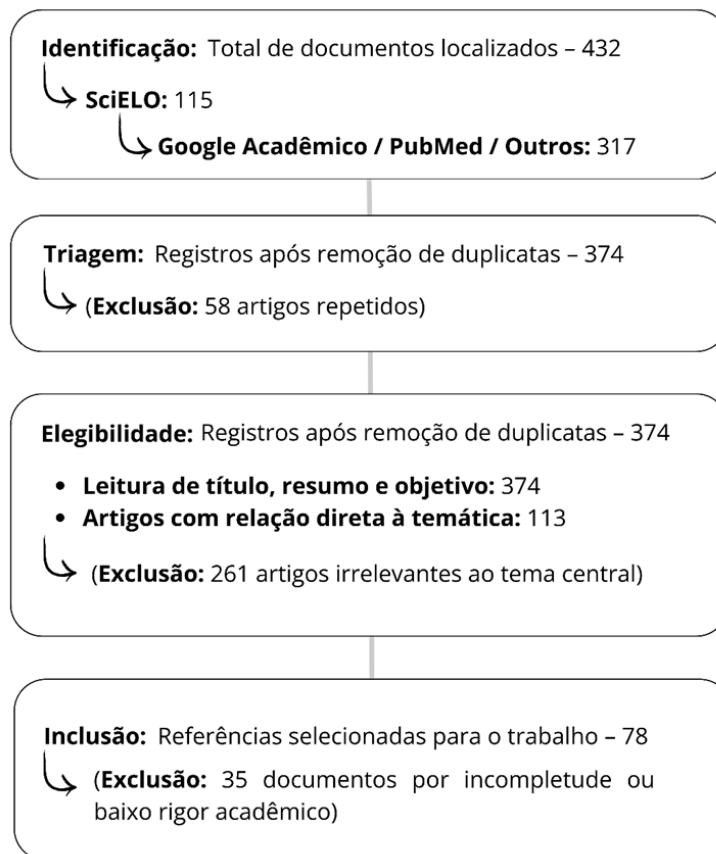 Identificação: Total de documentos localizados – 432
SciELO: 115
Google Acadêmico / PubMed / Outros: 317
Triagem: Registros após remoção de duplicatas – 374
(Exclusão: 58 artigos repetidos)
Elegibilidade: Registros após remoção de duplicatas – 374
• Leitura de título, resumo e objetivo: 374
• Artigos com relação direta à temática: 113
(Exclusão: 261 artigos irrelevantes ao tema central)
Inclusão: Referências selecionadas para o trabalho – 78
(Exclusão: 35 documentos por incompletude ou
baixo rigor acadêmico)